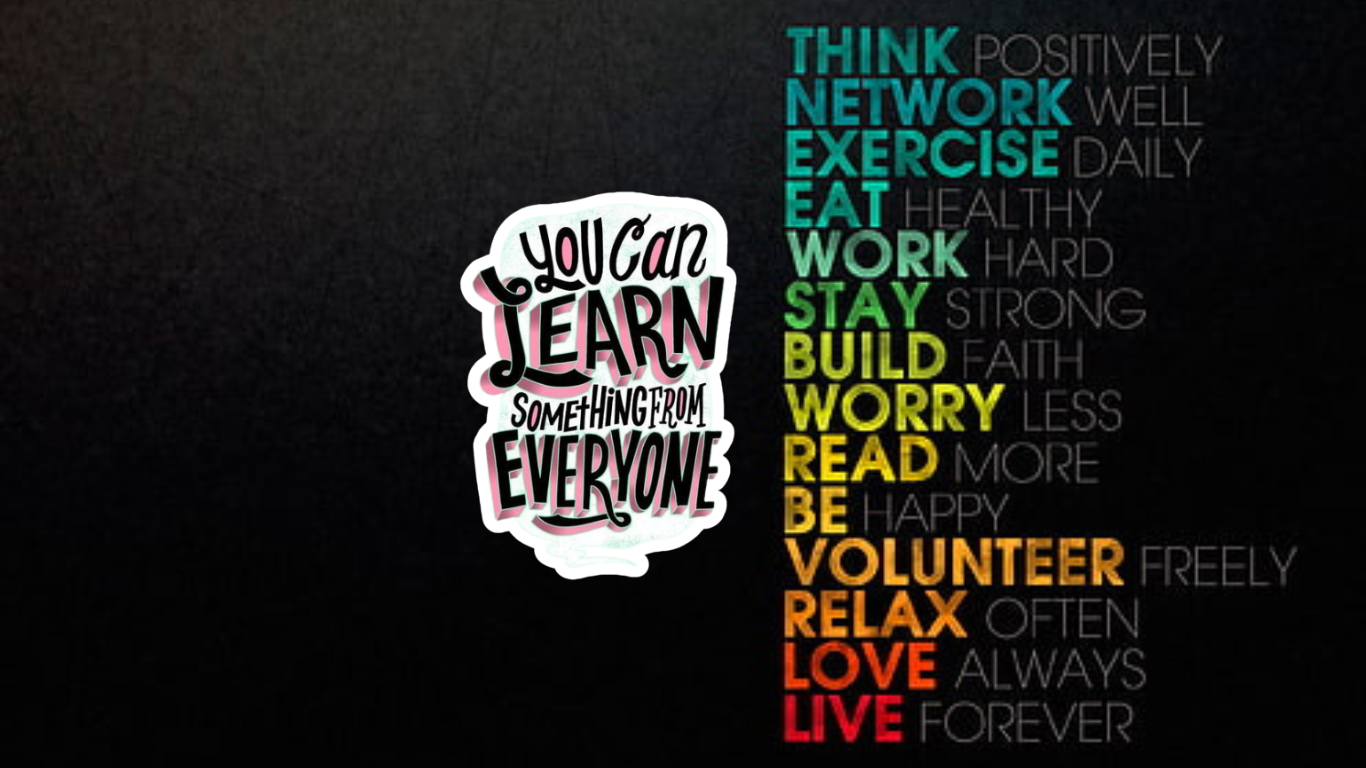 You Can
LEARN
SOMEtHiNG FROM
EVERYONE
THINK POSITIVELY
NETWORK WELL
EXERCISE DAILY
EAT HEALTHY
WORK HARD
STAY STRONG
BUILD FAITH
WORRY LESS
READ MORE
BE HAPPY
VOLUNTEER FREELY
RELAX OFTEN
LOVE ALWAYS
LIVE FOREVER